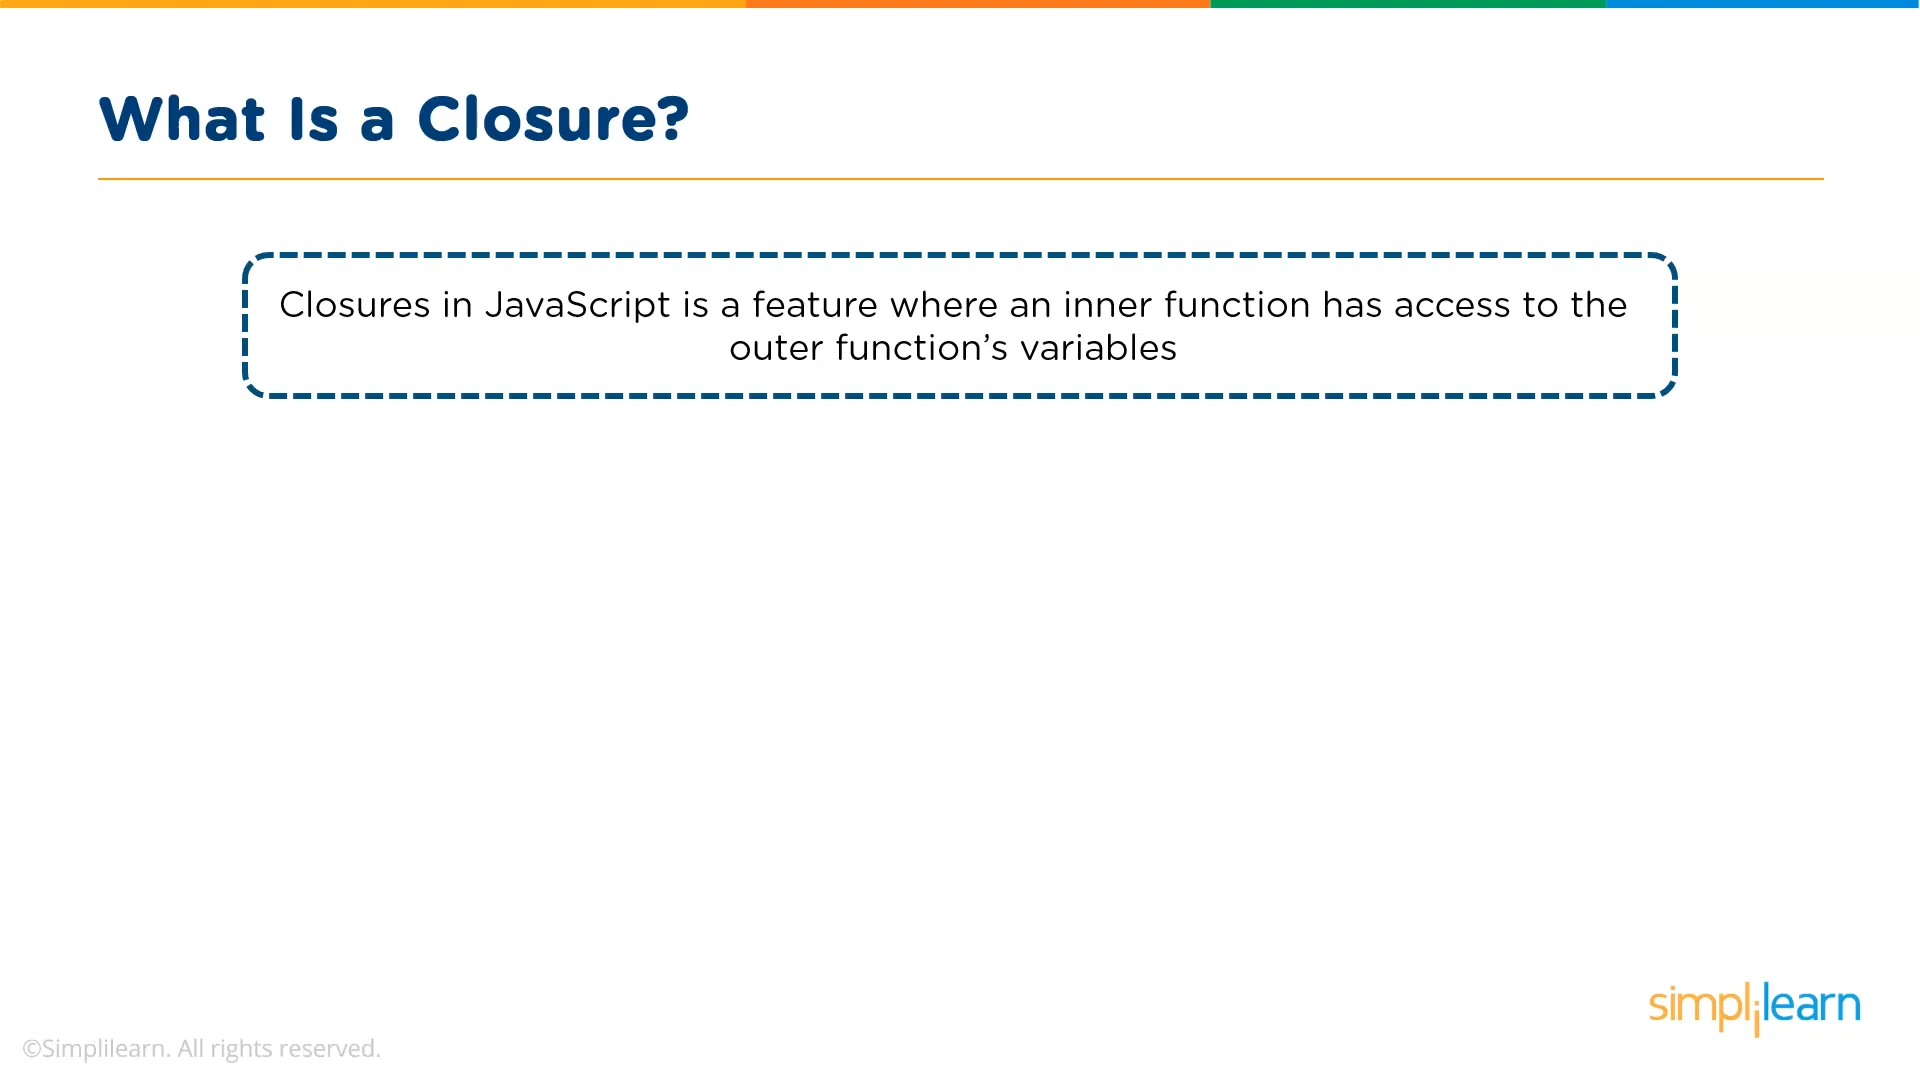 What Is a Closure?
Closures in JavaScript is a feature where an inner function has access to the
outer function’s variables
simplilearn
©Simplilearn. All rights reserved.